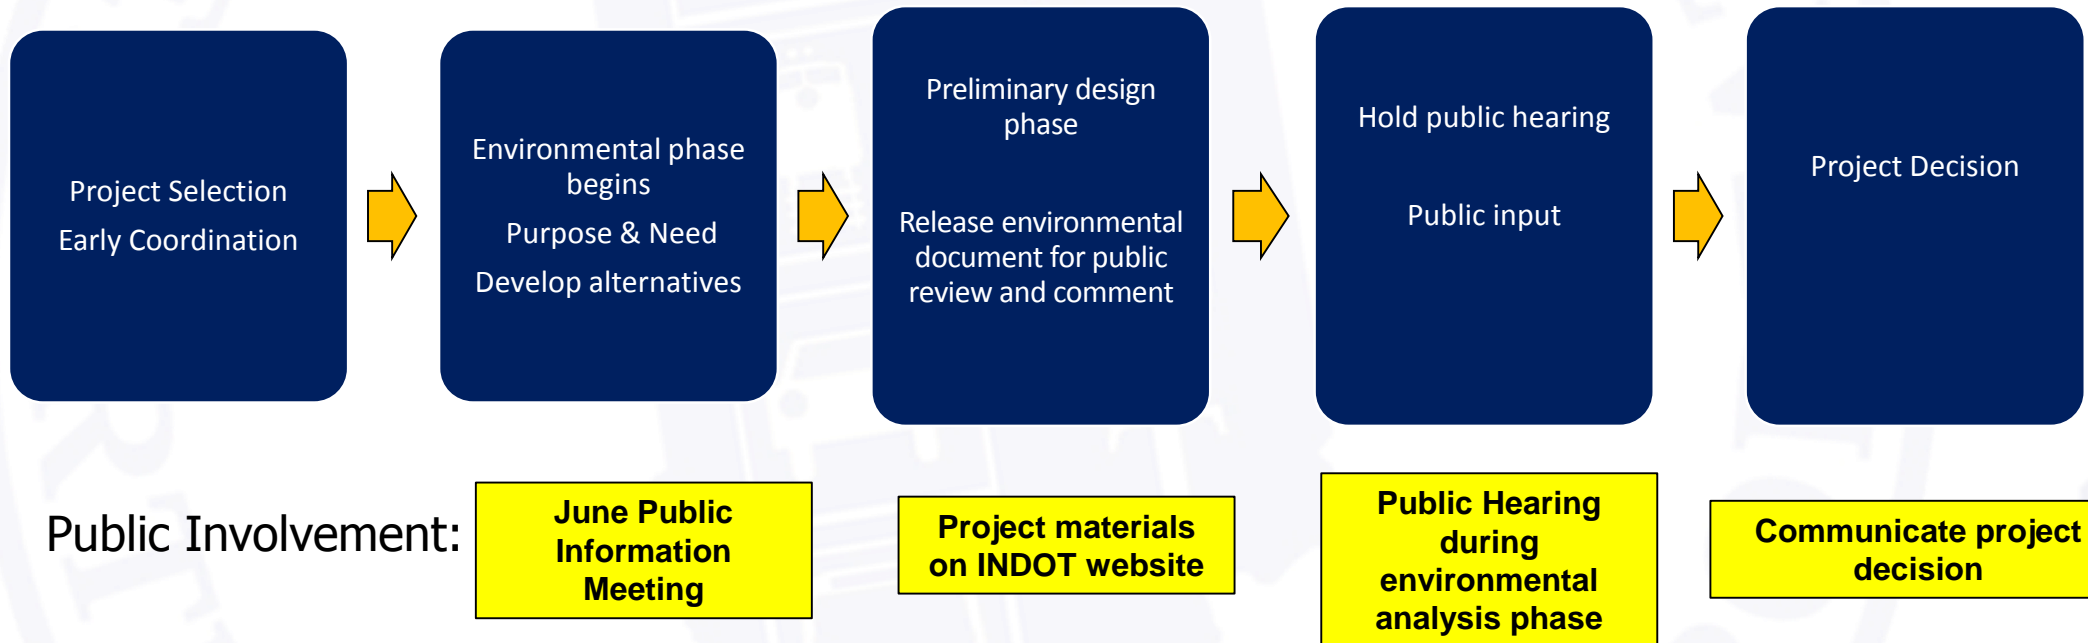 Project Selection
Early Coordination
Environmental phase
begins
Purpose & Need
Develop alternatives
Preliminary design
phase
Release environmental
document for public
review and comment
Hold public hearing
Public input
Project Decision
Public Involvement:
June Public
Information
Meeting
Project materials
on INDOT website
Public Hearing
during
environmental
analysis phase
Communicate project
decision